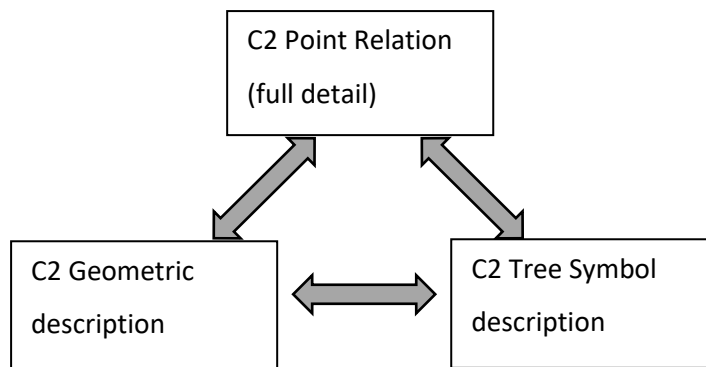 C2 Point Relation
(full detail)
C2 Geometric
description
C2 Tree Symbol
description